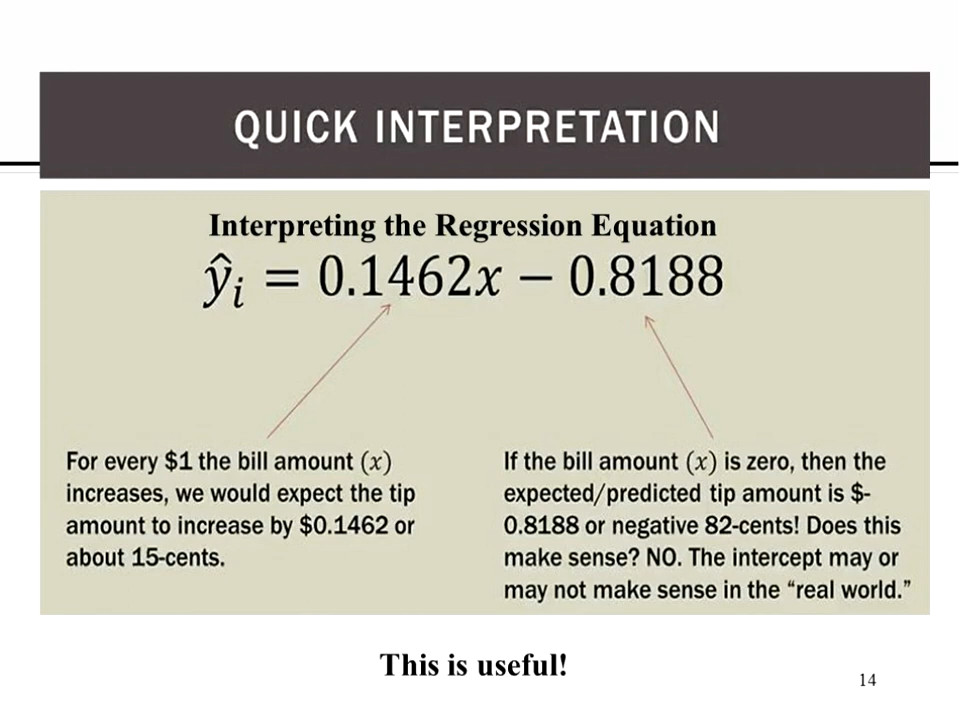 QUICK INTERPRETATION
Interpreting the Regression Equation
ŷᵢ = 0.1462x − 0.8188
For every $1 the bill amount (x)
increases, we would expect the tip
amount to increase by $0.1462 or
about 15-cents.
If the bill amount (x) is zero, then the
expected/predicted tip amount is $-
0.8188 or negative 82-cents! Does this
make sense? NO. The intercept may or
may not make sense in the “real world.”
This is useful!
14